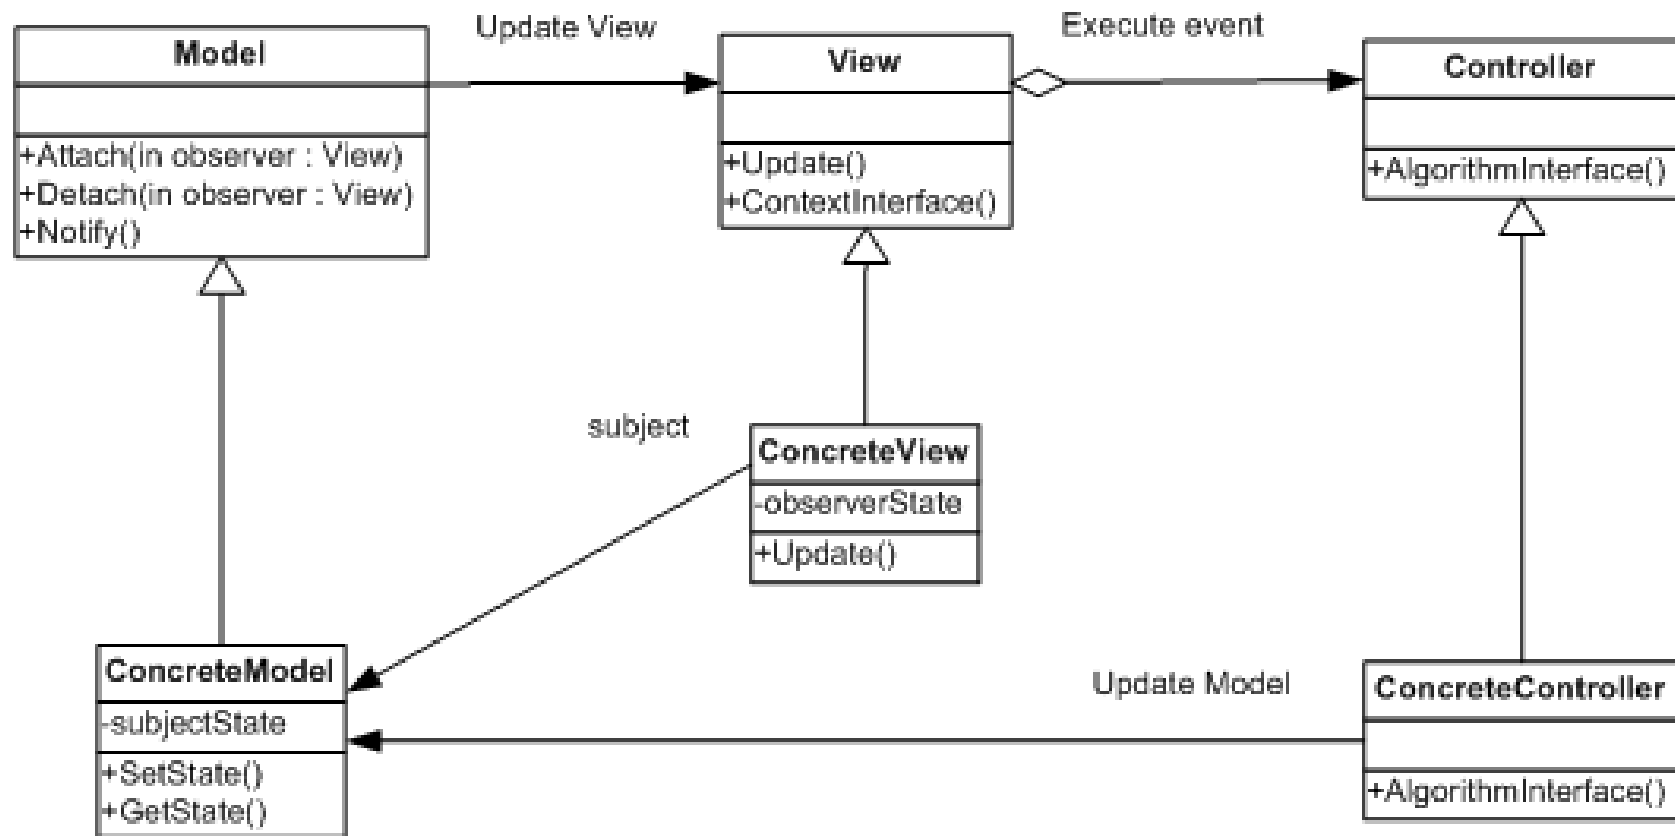 Update View
Execute event
Model
+Attach(in observer : View)
+Detach(in observer : View)
+Notify()
View
+Update()
+ContextInterface()
Controller
+AlgorithmInterface()
subject
ConcreteView
-observerState
+Update()
ConcreteModel
-subjectState
+SetState()
+GetState()
Update Model
ConcreteController
+AlgorithmInterface()